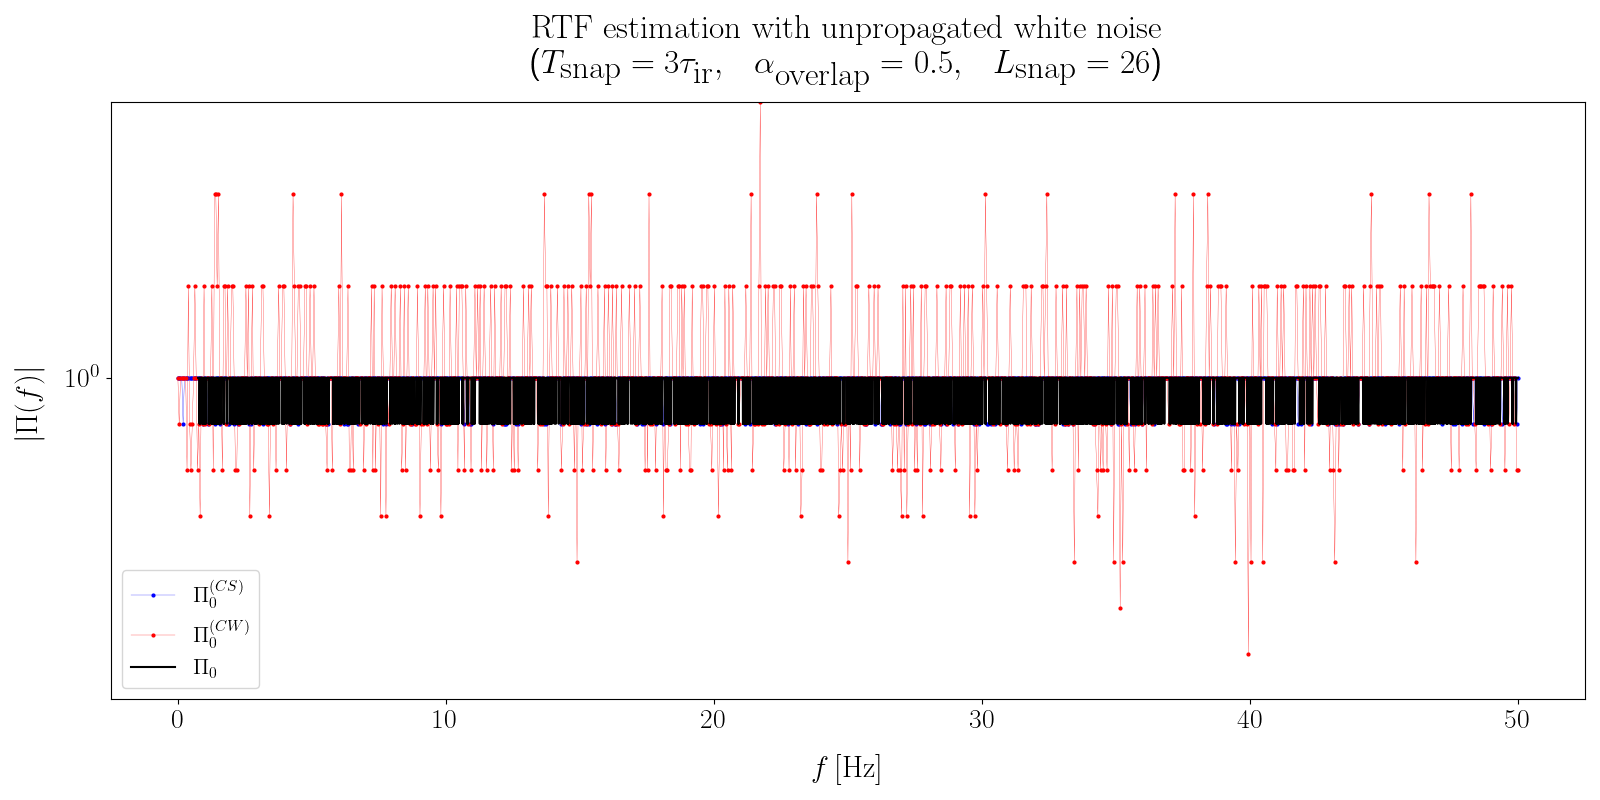 RTF estimation with unpropagated white noise
(T_snap = 3τ_ir,   α_overlap = 0.5,   L_snap = 26)
|Π(f)|
10^0
Π_0^(CS)
Π_0^(CW)
Π_0
0 10 20 30 40 50
f [Hz]